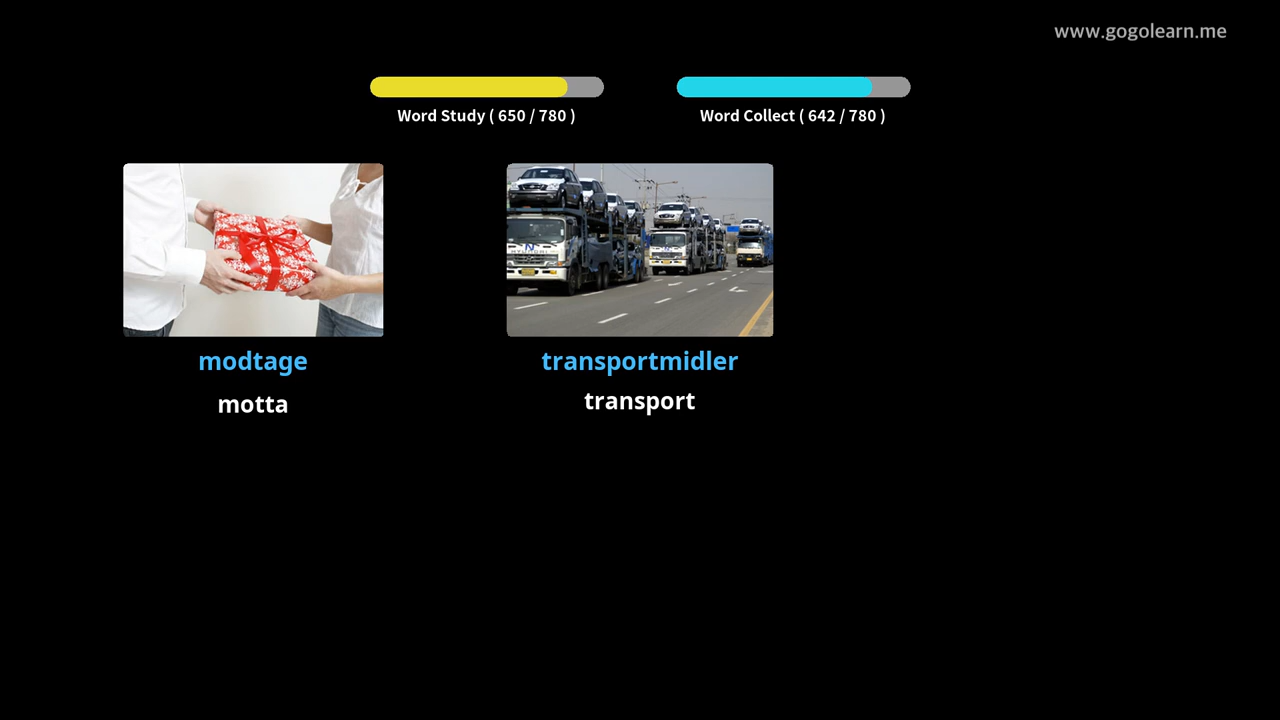 www.gogolearn.me
Word Study ( 650 / 780 )
Word Collect ( 642 / 780 )
modtage
transportmidler
motta
transport